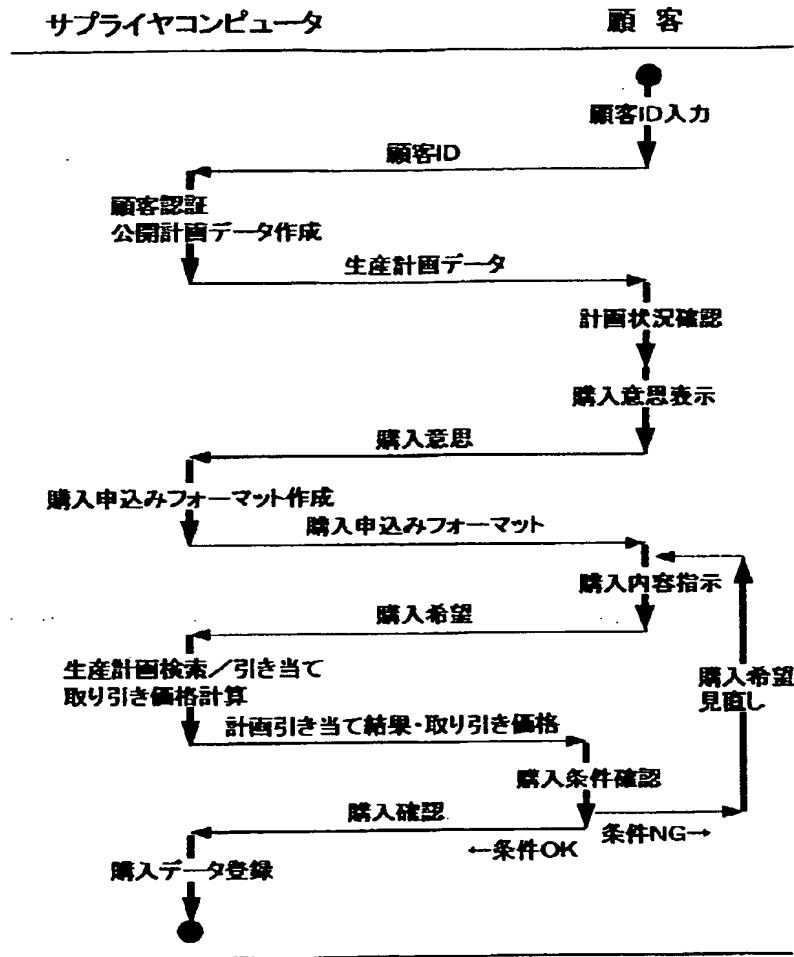 サプライヤコンピュータ
顧 客
顧客ID入力
顧客ID
顧客認証
公開計画データ作成
生産計画データ
計画状況確認
購入意思表示
購入意思
購入申込みフォーマット作成
購入申込みフォーマット
購入内容指示
購入希望
生産計画検索／引き当て
取り引き価格計算
購入希望
見直し
計画引き当て結果・取り引き価格
購入条件確認
購入確認
条件NG→
←条件OK
購入データ登録